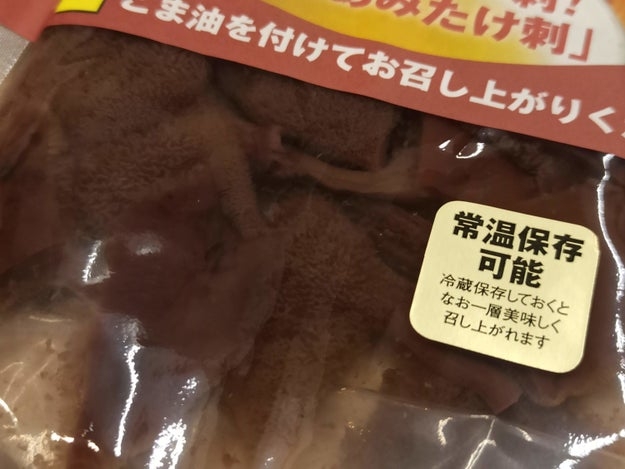 刺!
あみたけ刺」
ごま油を付けてお召し上がりく
常温保存
可能
冷蔵保存しておくと
なお一層美味しく
召し上がれます